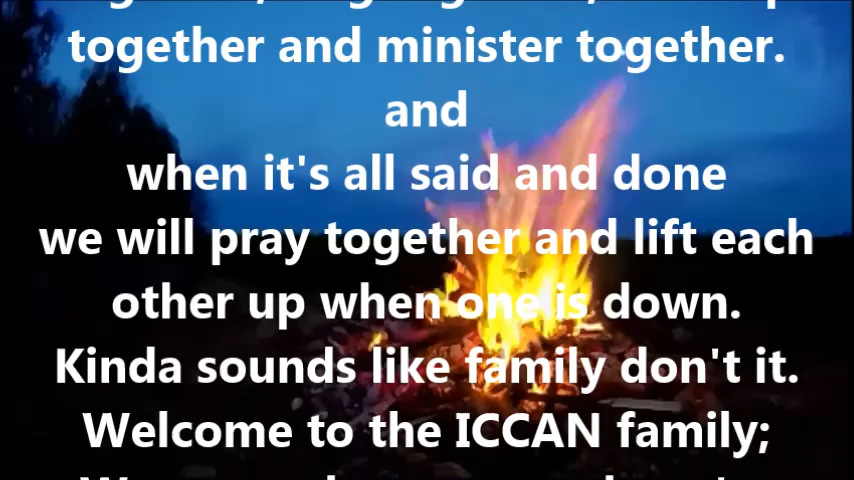 together and minister together.
and
when it's all said and done
we will pray together and lift each
other up when one is down.
Kinda sounds like family don't it.
Welcome to the ICCAN family;